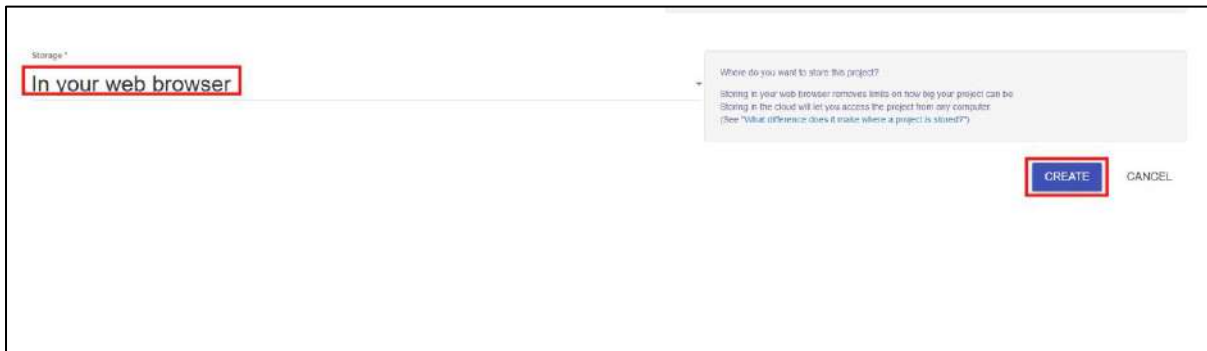 Storage *
In your web browser
Where do you want to store this project?
Storing in your web browser removes limits on how big your project can be
Storing in the cloud will let you access the project from any computer
(See "What difference does it make where a project is stored?")
CREATE
CANCEL